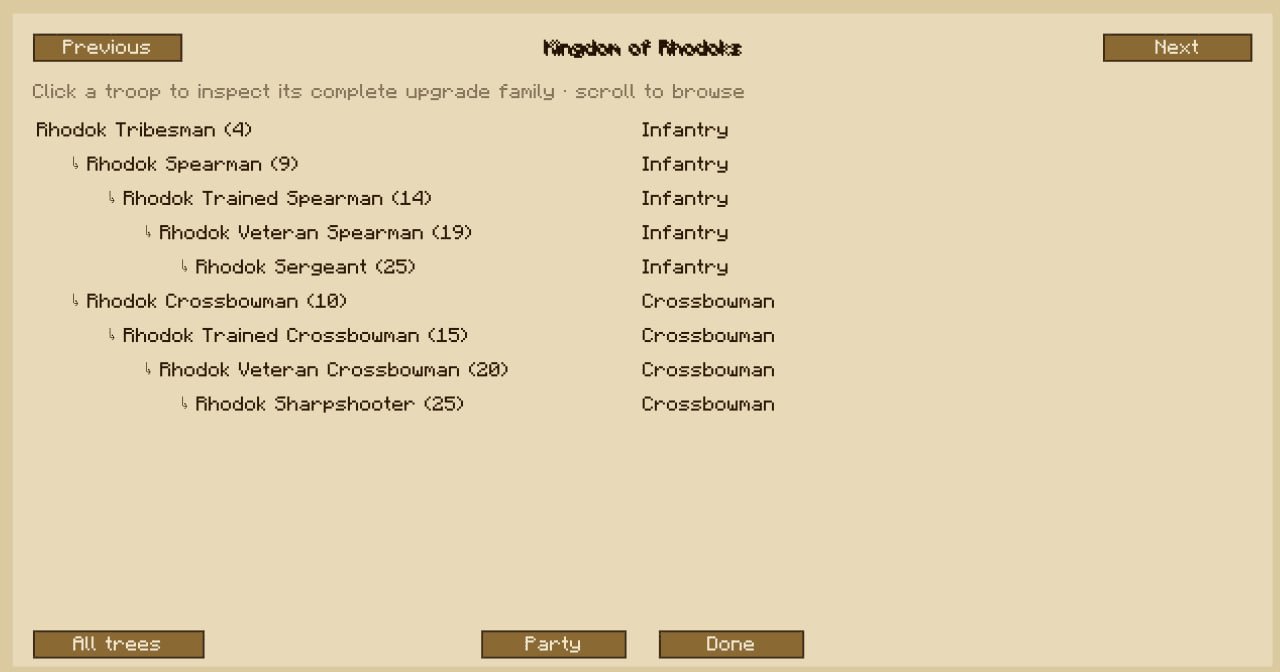 Previous
Kingdom of Rhodoks
Next
Click a troop to inspect its complete upgrade family · scroll to browse
Rhodok Tribesman (4) Infantry
↳ Rhodok Spearman (9) Infantry
↳ Rhodok Trained Spearman (14) Infantry
↳ Rhodok Veteran Spearman (19) Infantry
↳ Rhodok Sergeant (25) Infantry
↳ Rhodok Crossbowman (10) Crossbowman
↳ Rhodok Trained Crossbowman (15) Crossbowman
↳ Rhodok Veteran Crossbowman (20) Crossbowman
↳ Rhodok Sharpshooter (25) Crossbowman
All trees
Party
Done